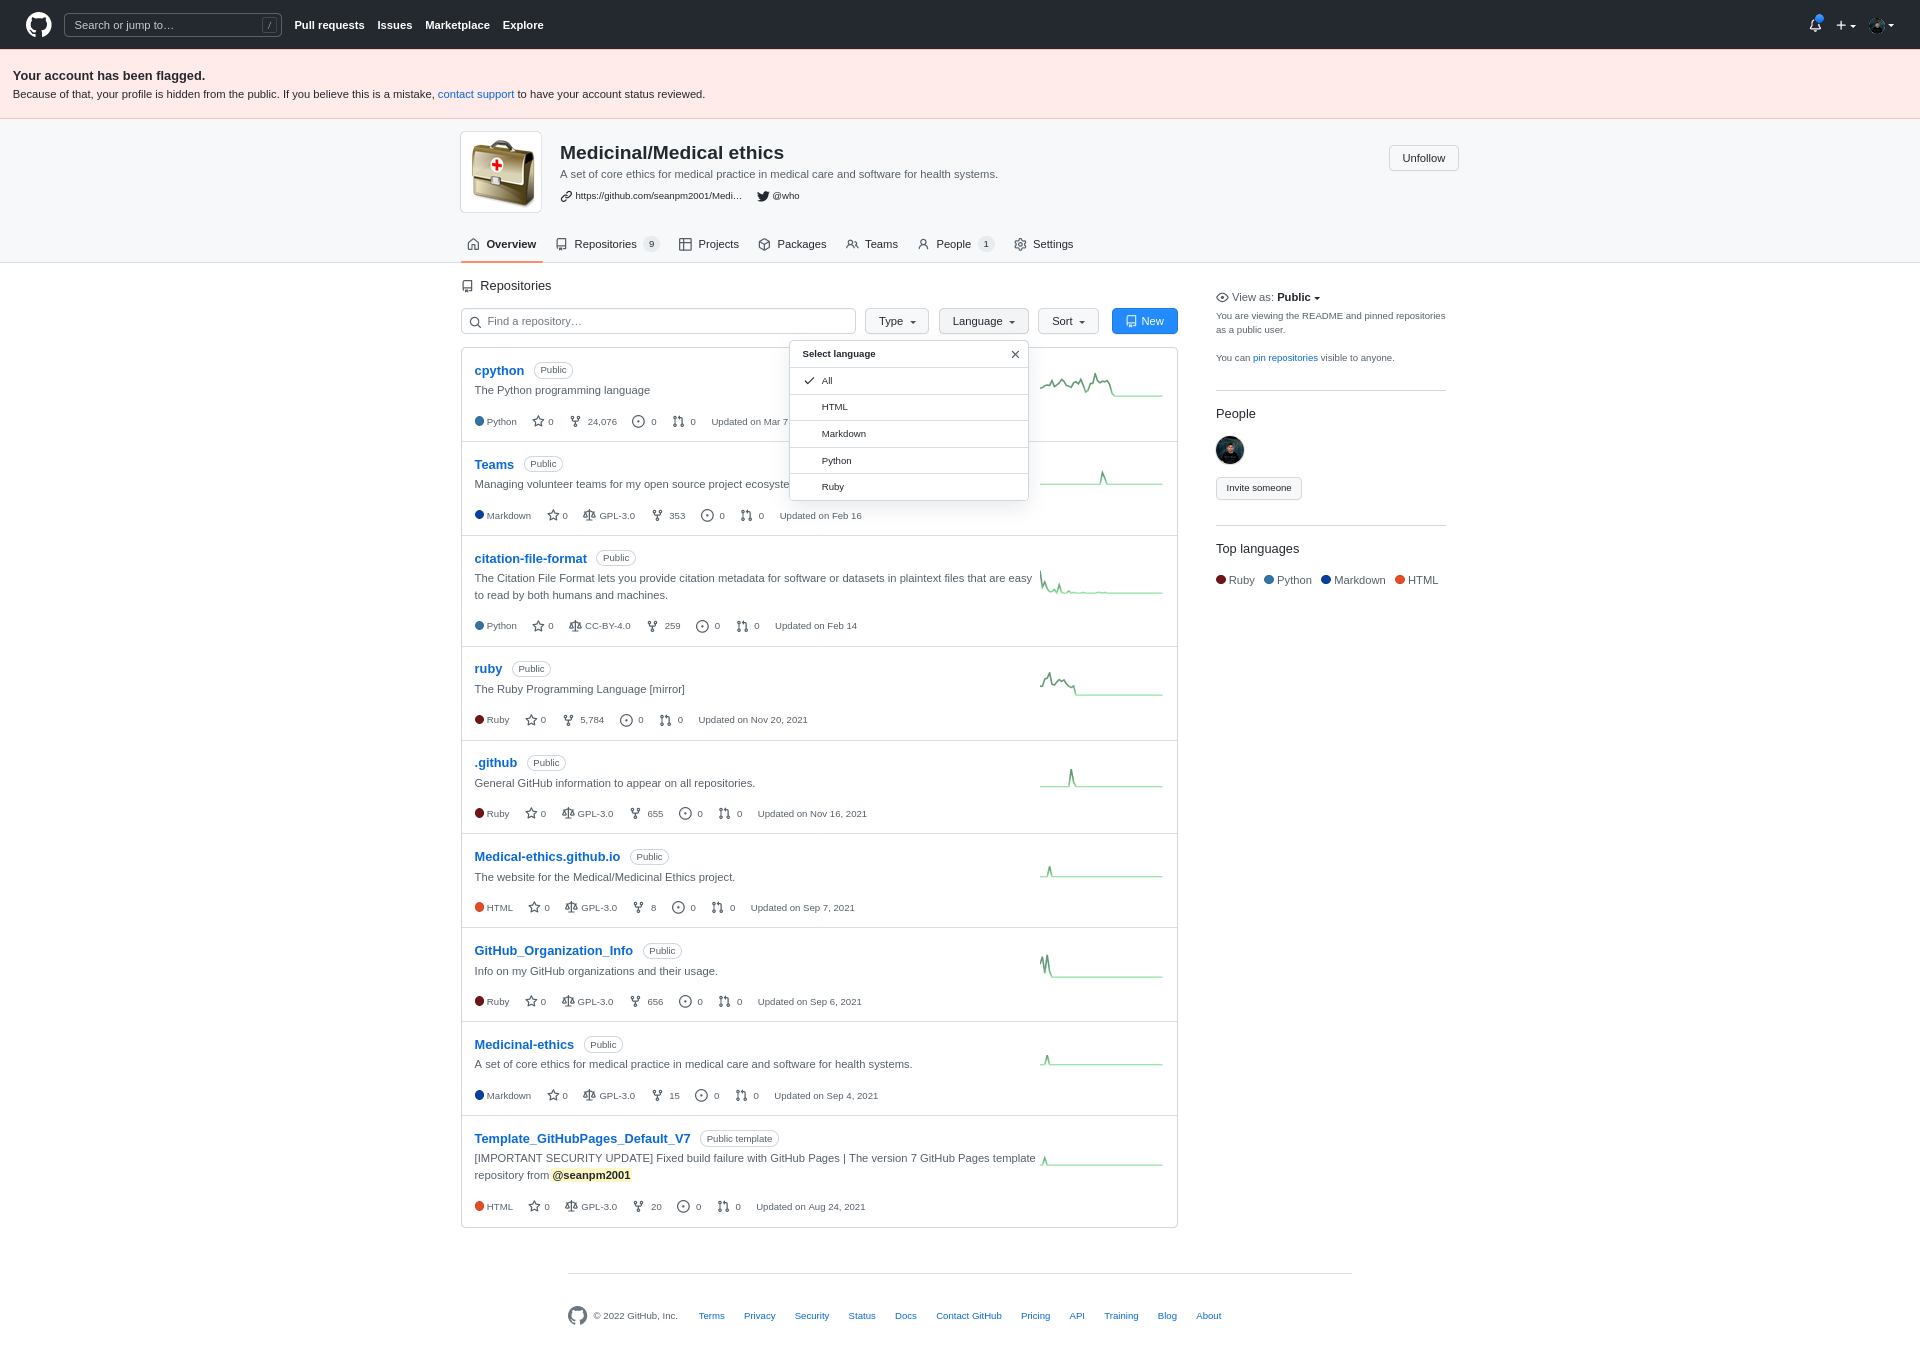 Search or jump to…
/
Pull requests
Issues
Marketplace
Explore
Your account has been flagged.
Because of that, your profile is hidden from the public. If you believe this is a mistake, contact support to have your account status reviewed.
Medicinal/Medical ethics
A set of core ethics for medical practice in medical care and software for health systems.
https://github.com/seanpm2001/Medi…
@who
Unfollow
Overview
Repositories 9
Projects
Packages
Teams
People 1
Settings
Repositories
Find a repository…
Type
Language
Sort
New
Select language
All
HTML
Markdown
Python
Ruby
cpython Public
The Python programming language
Python 0 24,076 0 0 Updated on Mar 7
Teams Public
Managing volunteer teams for my open source project ecosyste
Markdown 0 GPL-3.0 353 0 0 Updated on Feb 16
citation-file-format Public
The Citation File Format lets you provide citation metadata for software or datasets in plaintext files that are easy
to read by both humans and machines.
Python 0 CC-BY-4.0 259 0 0 Updated on Feb 14
ruby Public
The Ruby Programming Language [mirror]
Ruby 0 5,784 0 0 Updated on Nov 20, 2021
.github Public
General GitHub information to appear on all repositories.
Ruby 0 GPL-3.0 655 0 0 Updated on Nov 16, 2021
Medical-ethics.github.io Public
The website for the Medical/Medicinal Ethics project.
HTML 0 GPL-3.0 8 0 0 Updated on Sep 7, 2021
GitHub_Organization_Info Public
Info on my GitHub organizations and their usage.
Ruby 0 GPL-3.0 656 0 0 Updated on Sep 6, 2021
Medicinal-ethics Public
A set of core ethics for medical practice in medical care and software for health systems.
Markdown 0 GPL-3.0 15 0 0 Updated on Sep 4, 2021
Template_GitHubPages_Default_V7 Public template
[IMPORTANT SECURITY UPDATE] Fixed build failure with GitHub Pages | The version 7 GitHub Pages template
repository from @seanpm2001
HTML 0 GPL-3.0 20 0 0 Updated on Aug 24, 2021
View as: Public
You are viewing the README and pinned repositories
as a public user.
You can pin repositories visible to anyone.
People
Invite someone
Top languages
Ruby Python Markdown HTML
© 2022 GitHub, Inc.
Terms
Privacy
Security
Status
Docs
Contact GitHub
Pricing
API
Training
Blog
About